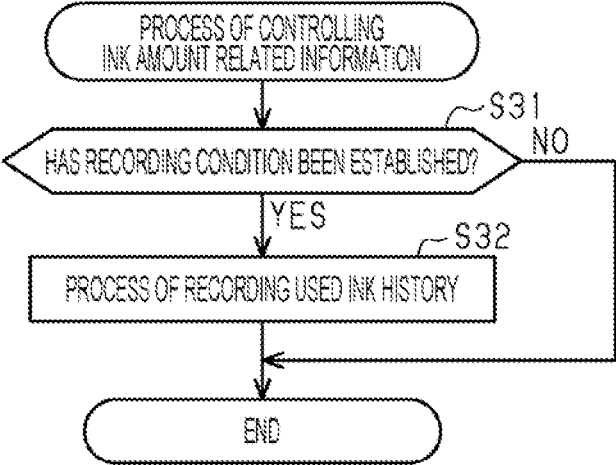 PROCESS OF CONTROLLING
INK AMOUNT RELATED INFORMATION
S31
HAS RECORDING CONDITION BEEN ESTABLISHED?
NO
YES
S32
PROCESS OF RECORDING USED INK HISTORY
END